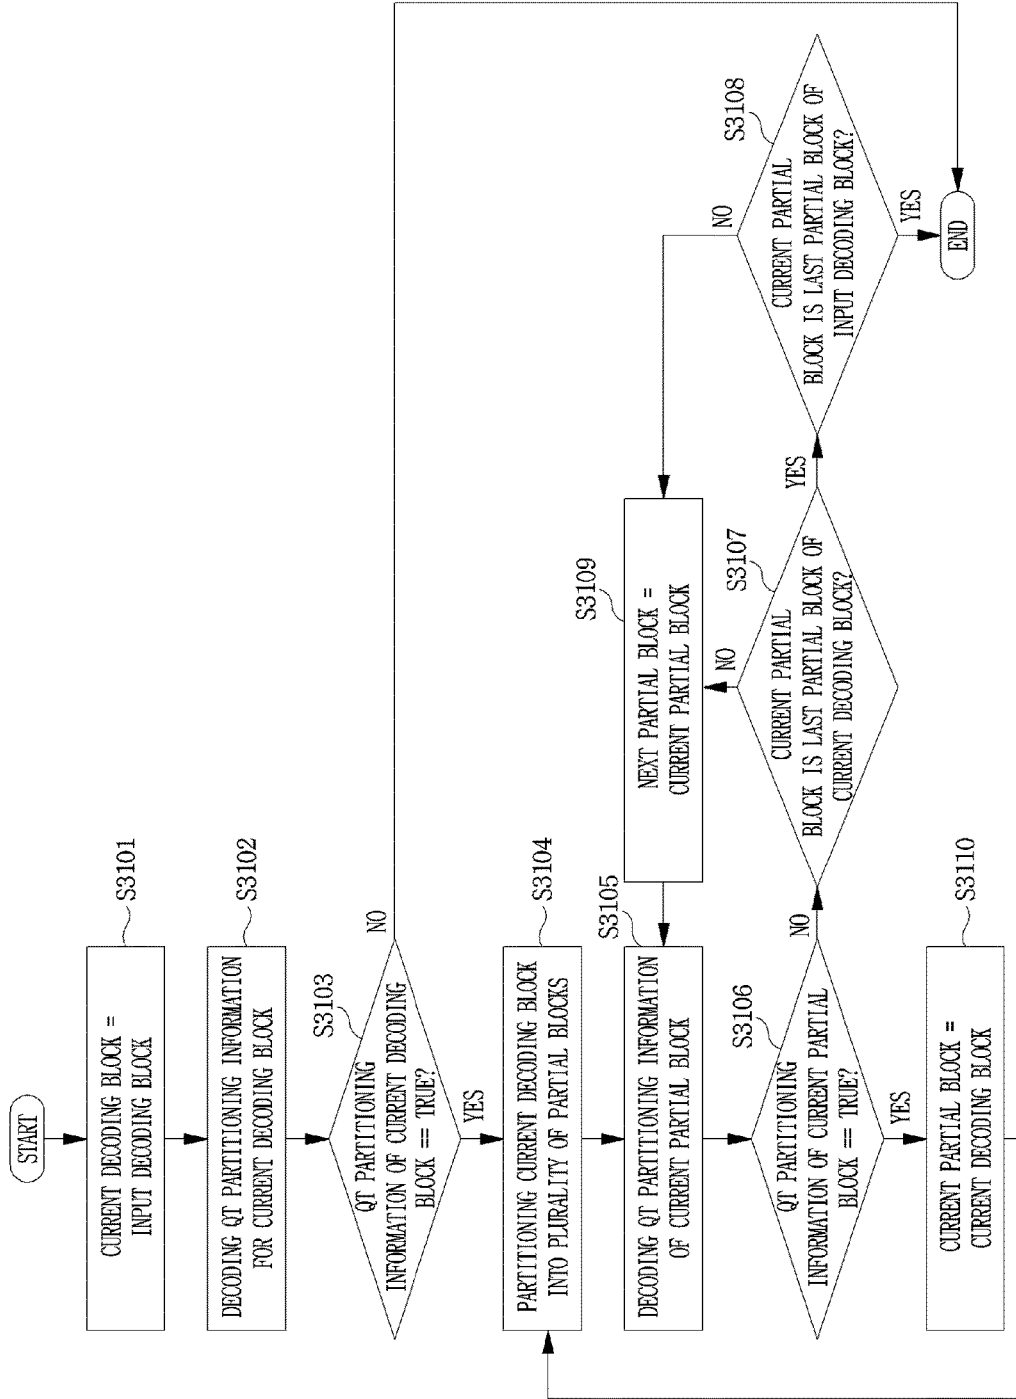 START
CURRENT DECODING BLOCK =
INPUT DECODING BLOCK
S3101
DECODING QT PARTITIONING INFORMATION
FOR CURRENT DECODING BLOCK
S3102
QT PARTITIONING
INFORMATION OF CURRENT DECODING
BLOCK == TRUE?
S3103
NO
YES
PARTITIONING CURRENT DECODING BLOCK
INTO PLURALITY OF PARTIAL BLOCKS
S3104
DECODING QT PARTITIONING INFORMATION
OF CURRENT PARTIAL BLOCK
S3105
QT PARTITIONING
INFORMATION OF CURRENT PARTIAL
BLOCK == TRUE?
S3106
NO
YES
CURRENT PARTIAL BLOCK =
CURRENT DECODING BLOCK
S3110
NEXT PARTIAL BLOCK =
CURRENT PARTIAL BLOCK
S3109
CURRENT PARTIAL
BLOCK IS LAST PARTIAL BLOCK OF
CURRENT DECODING BLOCK?
S3107
NO
YES
CURRENT PARTIAL
BLOCK IS LAST PARTIAL BLOCK OF
INPUT DECODING BLOCK?
S3108
NO
YES
END